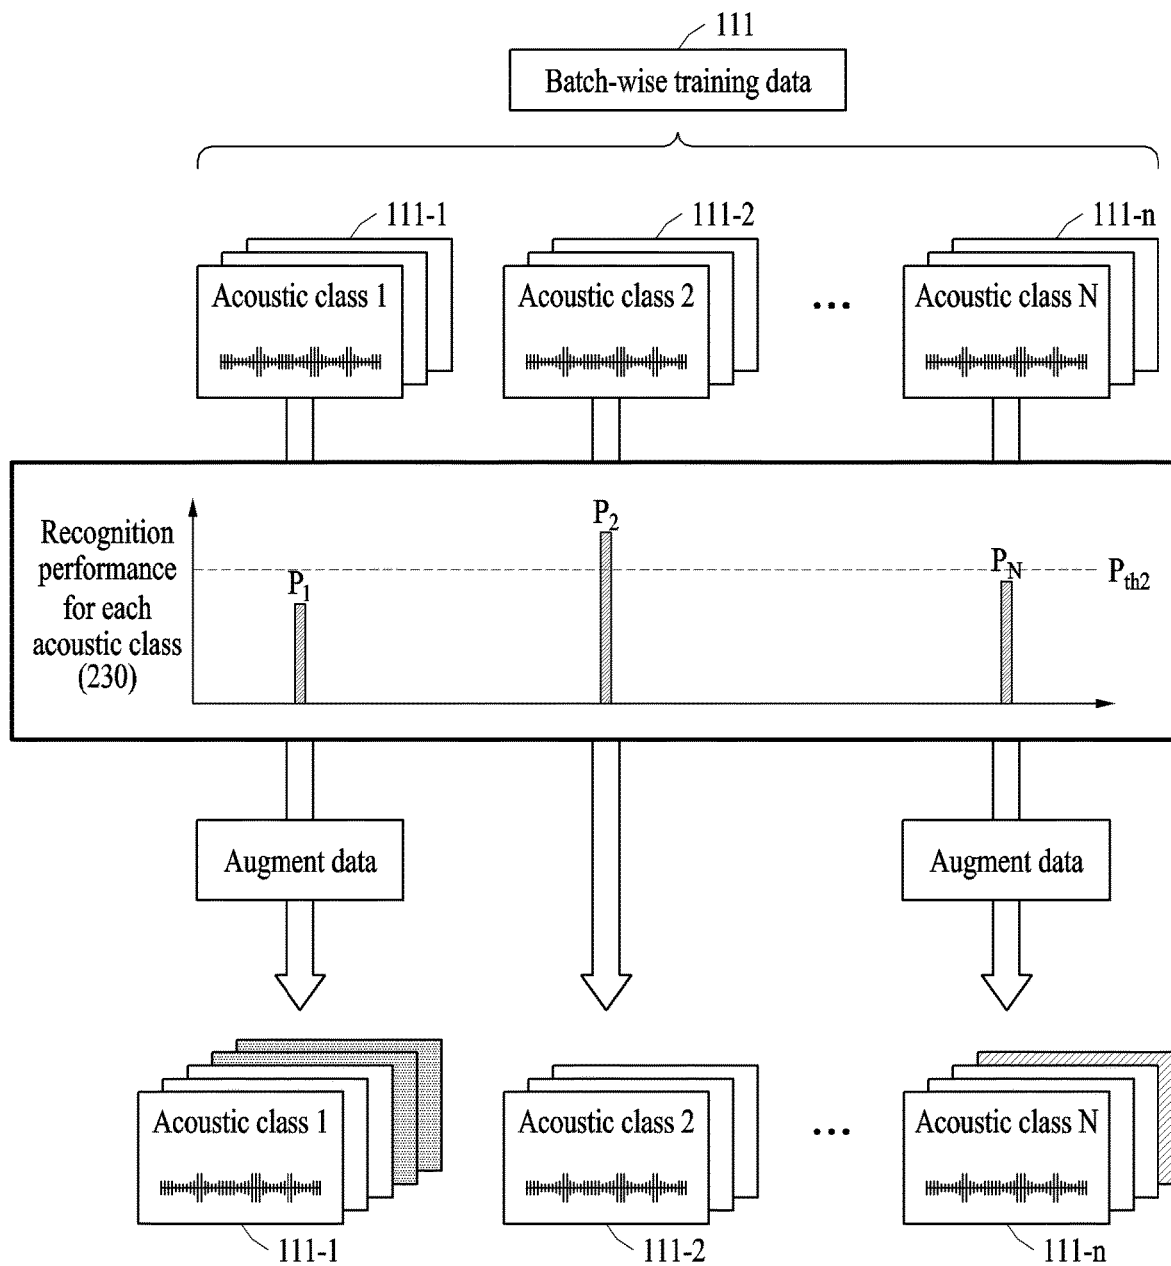 111
Batch-wise training data
111-1
111-2
111-n
Acoustic class 1
Acoustic class 2
...
Acoustic class N
Recognition
performance
for each
acoustic class
(230)
P1
P2
PN
Pth2
Augment data
Augment data
Acoustic class 1
Acoustic class 2
...
Acoustic class N
111-1
111-2
111-n